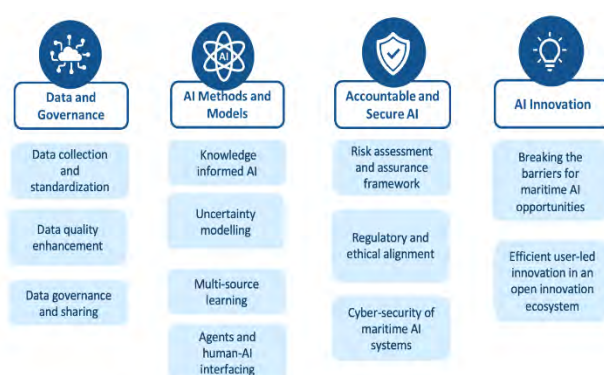 AI
Data and
Governance
Data collection
and
standardization
Data quality
enhancement
Data governance
and sharing
AI Methods and
Models
Knowledge
informed AI
Uncertainty
modelling
Multi-source
learning
Agents and
human-AI
interfacing
Accountable and
Secure AI
Risk assessment
and assurance
framework
Regulatory and
ethical alignment
Cyber-security of
maritime AI
systems
AI Innovation
Breaking the
barriers for
maritime AI
opportunities
Efficient user-led
innovation in an
open innovation
ecosystem